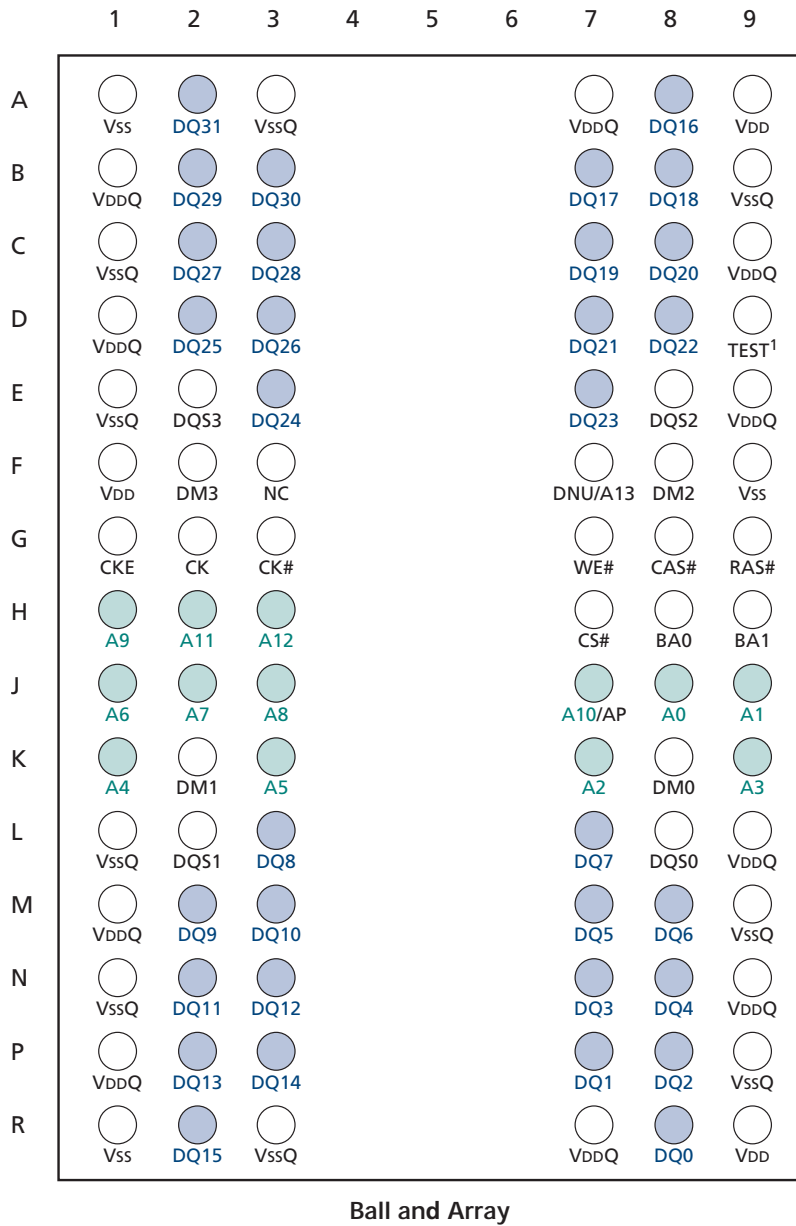 1 2 3 4 5 6 7 8 9
A
Vss DQ31 VssQ VDDQ DQ16 VDD
B
VDDQ DQ29 DQ30 DQ17 DQ18 VssQ
C
VssQ DQ27 DQ28 DQ19 DQ20 VDDQ
D
VDDQ DQ25 DQ26 DQ21 DQ22 TEST¹
E
VssQ DQS3 DQ24 DQ23 DQS2 VDDQ
F
VDD DM3 NC DNU/A13 DM2 Vss
G
CKE CK CK# WE# CAS# RAS#
H
A9 A11 A12 CS# BA0 BA1
J
A6 A7 A8 A10/AP A0 A1
K
A4 DM1 A5 A2 DM0 A3
L
VssQ DQS1 DQ8 DQ7 DQS0 VDDQ
M
VDDQ DQ9 DQ10 DQ5 DQ6 VssQ
N
VssQ DQ11 DQ12 DQ3 DQ4 VDDQ
P
VDDQ DQ13 DQ14 DQ1 DQ2 VssQ
R
Vss DQ15 VssQ VDDQ DQ0 VDD
Ball and Array